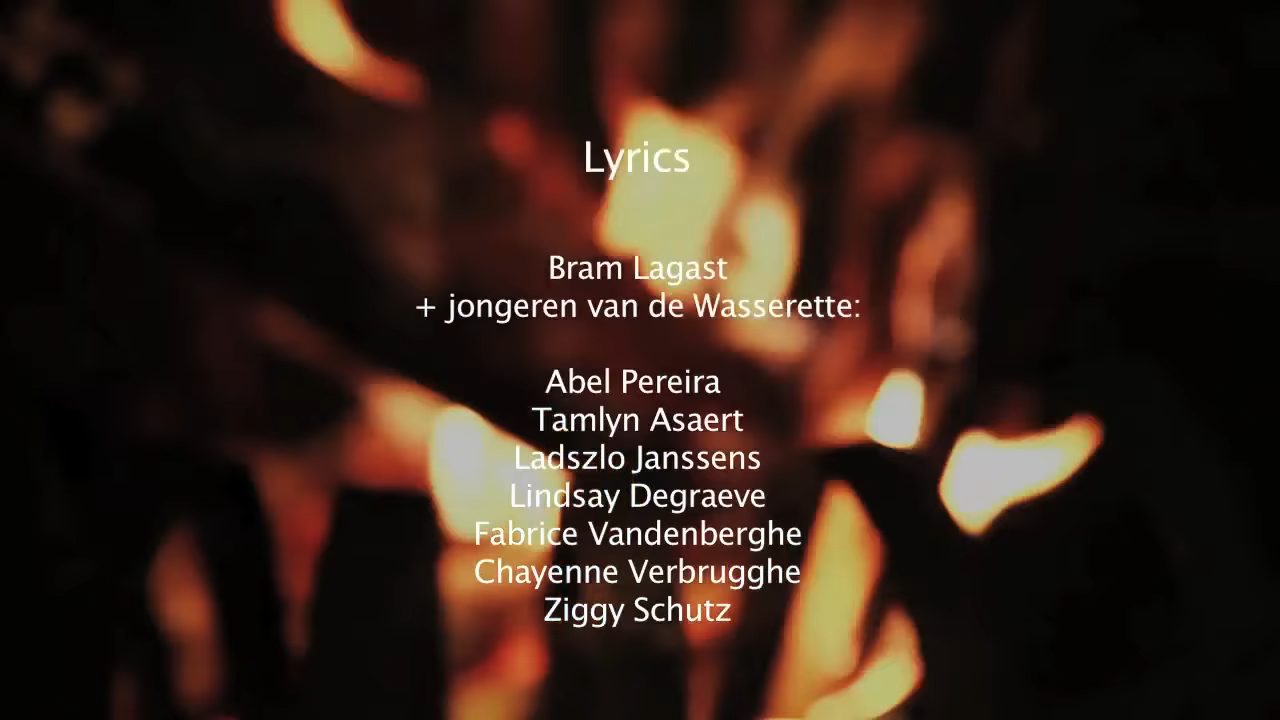 Lyrics
Bram Lagast
+ jongeren van de Wasserette:
Abel Pereira
Tamlyn Asaert
Ladszlo Janssens
Lindsay Degraeve
Fabrice Vandenberghe
Chayenne Verbrugghe
Ziggy Schutz